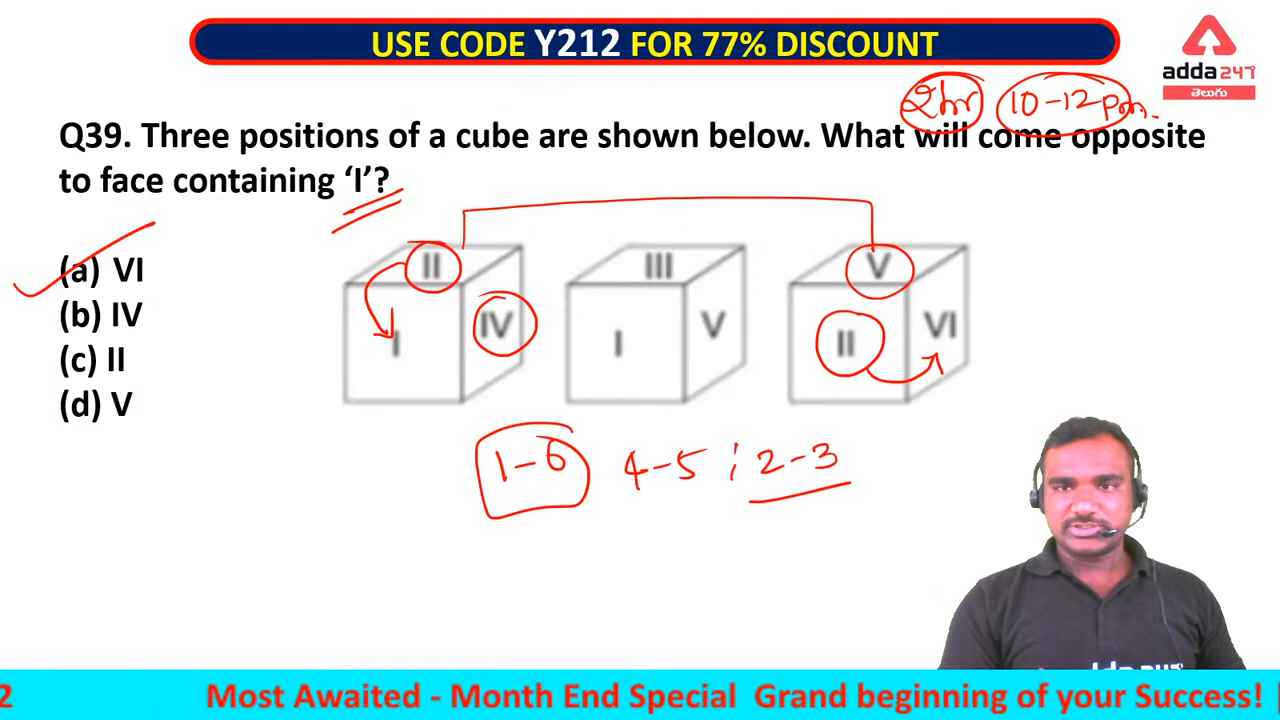 USE CODE Y212 FOR 77% DISCOUNT
adda247
తెలుగు
2hr 10-12pm.
Q39. Three positions of a cube are shown below. What will come opposite
to face containing ‘I’?
(a) VI
(b) IV
(c) II
(d) V
II
I
IV
III
I
V
V
II
VI
1-6 4-5 ; 2-3
2 Most Awaited - Month End Special Grand beginning of your Success!